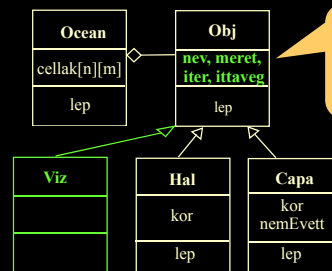 Ocean
cellak[n][m]
lep
Obj
nev, meret,
iter, ittaveg
lep
Viz
Hal
kor
lep
Capa
kor
nemEvett
lep